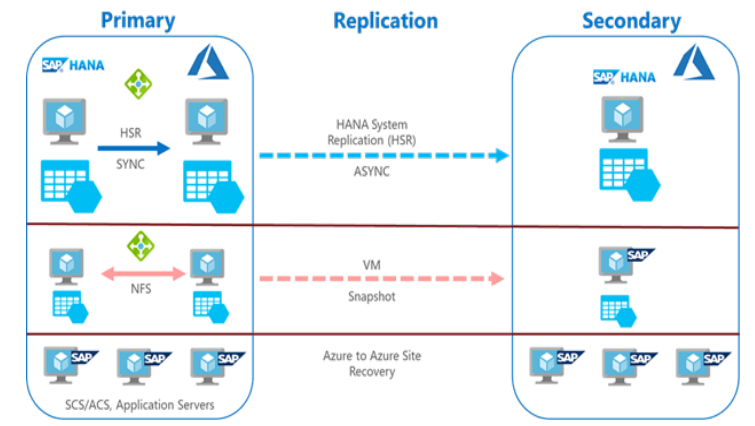 Primary
Replication
Secondary
SAP HANA
SAP HANA
HSR
SYNC
HANA System
Replication (HSR)
ASYNC
NFS
VM
Snapshot
SAP
SAP
SAP
SAP
Azure to Azure Site
Recovery
SAP
SAP
SAP
SCS/ACS, Application Servers